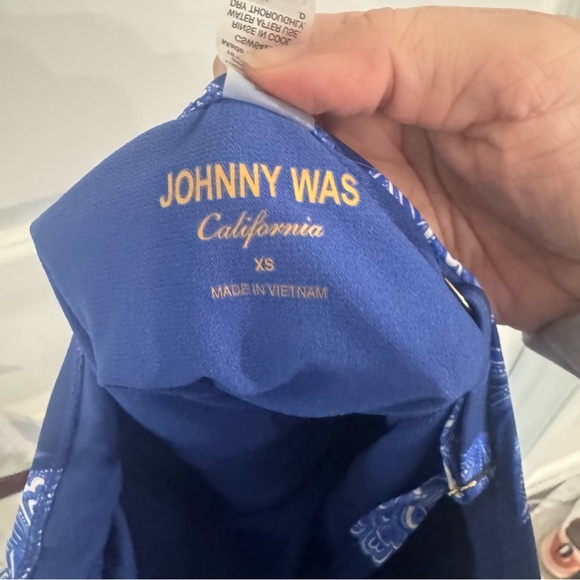 DRY THOROUGHLY.
WATER AFTER USE.
RINSE IN COOL
JOHNNY WAS
California
XS
MADE IN VIETNAM